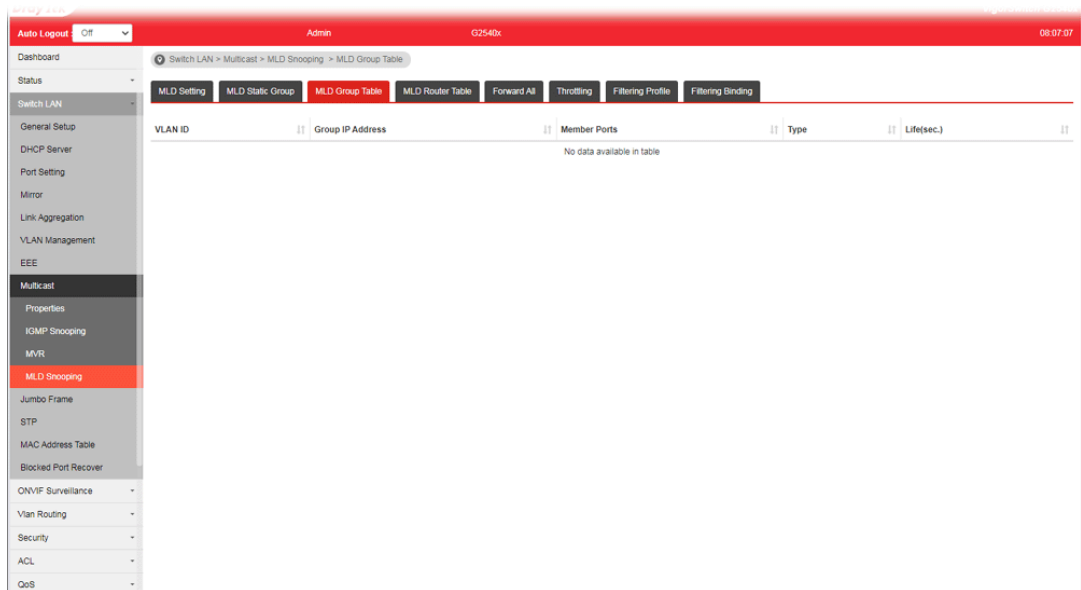 Auto Logout : Off
Admin
G2540x
08:07:07
Dashboard
Status
Switch LAN
General Setup
DHCP Server
Port Setting
Mirror
Link Aggregation
VLAN Management
EEE
Multicast
Properties
IGMP Snooping
MVR
MLD Snooping
Jumbo Frame
STP
MAC Address Table
Blocked Port Recover
ONVIF Surveillance
Vlan Routing
Security
ACL
QoS
Switch LAN > Multicast > MLD Snooping > MLD Group Table
MLD Setting MLD Static Group MLD Group Table MLD Router Table Forward All Throttling Filtering Profile Filtering Binding
VLAN ID Group IP Address Member Ports Type Life(sec.)
No data available in table